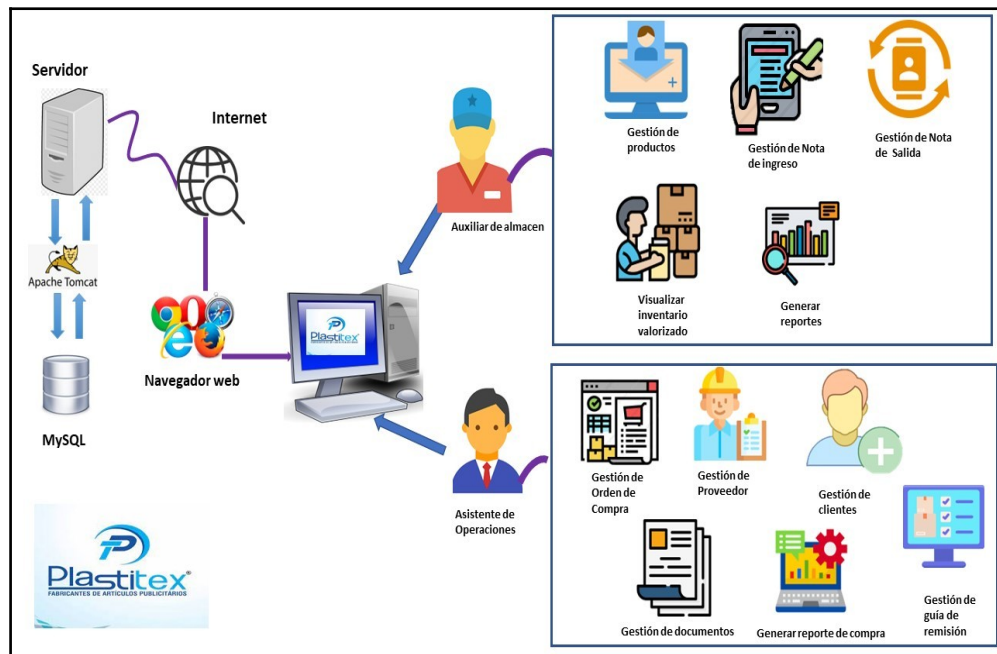 Servidor
Internet
Apache Tomcat
MySQL
Navegador web
Plastitex®
Auxiliar de almacen
Asistente de
Operaciones
Gestión de
productos
Gestión de Nota
de ingreso
Gestión de Nota
de Salida
Visualizar
inventario
valorizado
Generar
reportes
Gestión de
Orden de
Compra
Gestión de
Proveedor
Gestión de
clientes
Gestión de documentos
Generar reporte de compra
Gestión de
guía de
remisión
Plastitex®
FABRICANTES DE ARTÍCULOS PUBLICITÁRIOS